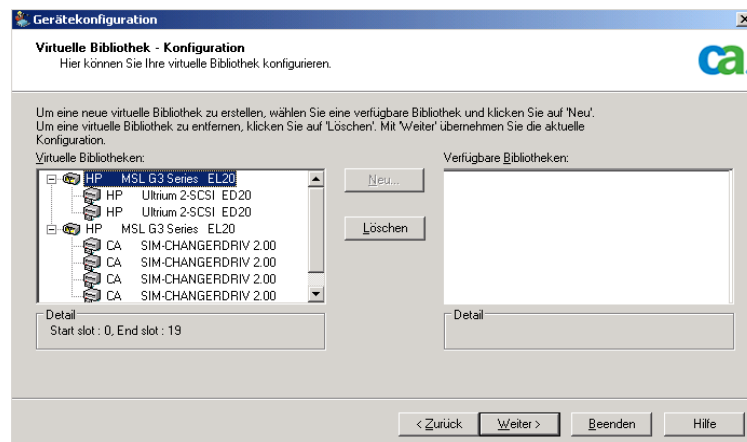 Gerätekonfiguration
Virtuelle Bibliothek - Konfiguration
Hier können Sie Ihre virtuelle Bibliothek konfigurieren.
ca
Um eine neue virtuelle Bibliothek zu erstellen, wählen Sie eine verfügbare Bibliothek und klicken Sie auf 'Neu'.
Um eine virtuelle Bibliothek zu entfernen, klicken Sie auf 'Löschen'. Mit 'Weiter' übernehmen Sie die aktuelle
Konfiguration.
Virtuelle Bibliotheken:
HP MSL G3 Series EL20
HP Ultrium 2-SCSI ED20
HP Ultrium 2-SCSI ED20
HP MSL G3 Series EL20
CA SIM-CHANGERDRIV 2.00
CA SIM-CHANGERDRIV 2.00
CA SIM-CHANGERDRIV 2.00
CA SIM-CHANGERDRIV 2.00
Detail
Start slot : 0, End slot : 19
Neu...
Löschen
Verfügbare Bibliotheken:
Detail
< Zurück
Weiter >
Beenden
Hilfe